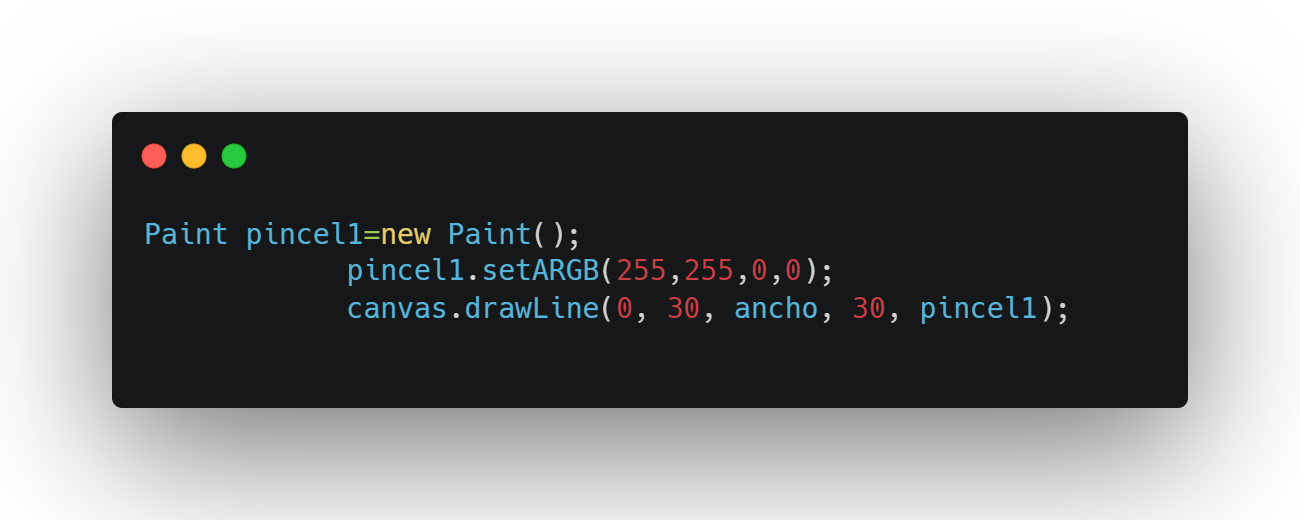 Paint pincel1=new Paint();
            pincel1.setARGB(255,255,0,0);
            canvas.drawLine(0, 30, ancho, 30, pincel1);